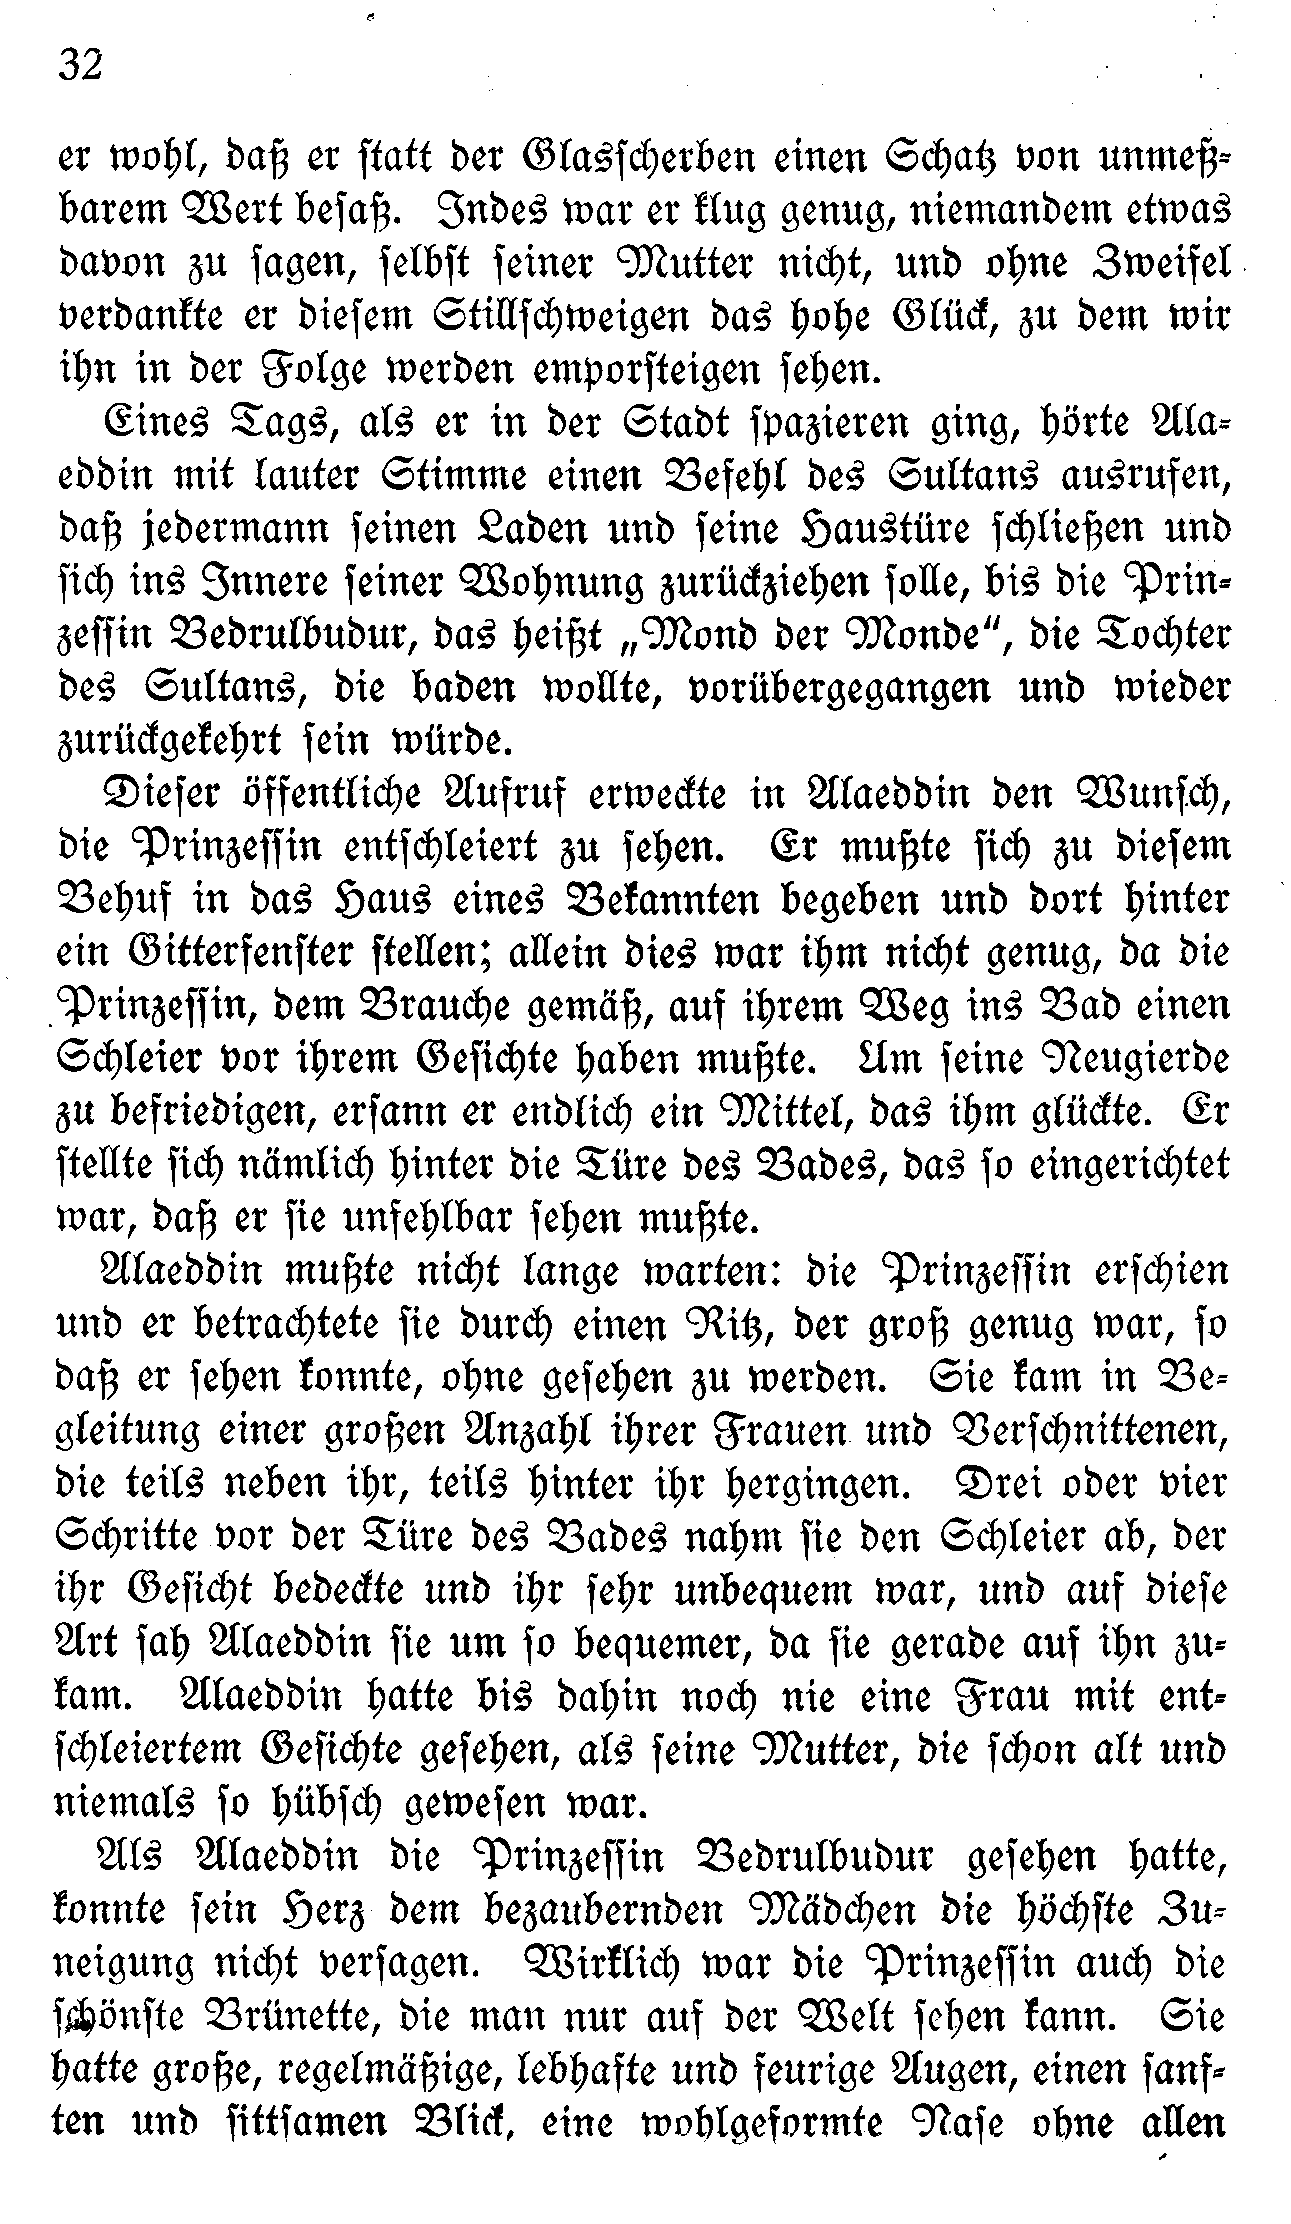 32
er wohl, daß er statt der Glasscherben einen Schatz von unmeß-
barem Wert besaß. Indes war er klug genug, niemandem etwas
davon zu sagen, selbst seiner Mutter nicht, und ohne Zweifel
verdankte er diesem Stillschweigen das hohe Glück, zu dem wir
ihn in der Folge werden emporsteigen sehen.
Eines Tags, als er in der Stadt spazieren ging, hörte Ala-
eddin mit lauter Stimme einen Befehl des Sultans ausrufen,
daß jedermann seinen Laden und seine Haustüre schließen und
sich ins Innere seiner Wohnung zurückziehen solle, bis die Prin-
zessin Bedrulbudur, das heißt „Mond der Monde“, die Tochter
des Sultans, die baden wollte, vorübergegangen und wieder
zurückgekehrt sein würde.
Dieser öffentliche Aufruf erweckte in Alaeddin den Wunsch,
die Prinzessin entschleiert zu sehen. Er mußte sich zu diesem
Behuf in das Haus eines Bekannten begeben und dort hinter
ein Gitterfenster stellen; allein dies war ihm nicht genug, da die
Prinzessin, dem Brauche gemäß, auf ihrem Weg ins Bad einen
Schleier vor ihrem Gesichte haben mußte. Um seine Neugierde
zu befriedigen, ersann er endlich ein Mittel, das ihm glückte. Er
stellte sich nämlich hinter die Türe des Bades, das so eingerichtet
war, daß er sie unfehlbar sehen mußte.
Alaeddin mußte nicht lange warten: die Prinzessin erschien
und er betrachtete sie durch einen Ritz, der groß genug war, so
daß er sehen konnte, ohne gesehen zu werden. Sie kam in Be-
gleitung einer großen Anzahl ihrer Frauen und Verschnittenen,
die teils neben ihr, teils hinter ihr hergingen. Drei oder vier
Schritte vor der Türe des Bades nahm sie den Schleier ab, der
ihr Gesicht bedeckte und ihr sehr unbequem war, und auf diese
Art sah Alaeddin sie um so bequemer, da sie gerade auf ihn zu-
kam. Alaeddin hatte bis dahin noch nie eine Frau mit ent-
schleiertem Gesichte gesehen, als seine Mutter, die schon alt und
niemals so hübsch gewesen war.
Als Alaeddin die Prinzessin Bedrulbudur gesehen hatte,
konnte sein Herz dem bezaubernden Mädchen die höchste Zu-
neigung nicht versagen. Wirklich war die Prinzessin auch die
schönste Brünette, die man nur auf der Welt sehen kann. Sie
hatte große, regelmäßige, lebhafte und feurige Augen, einen sanf-
ten und sittsamen Blick, eine wohlgeformte Nase ohne allen